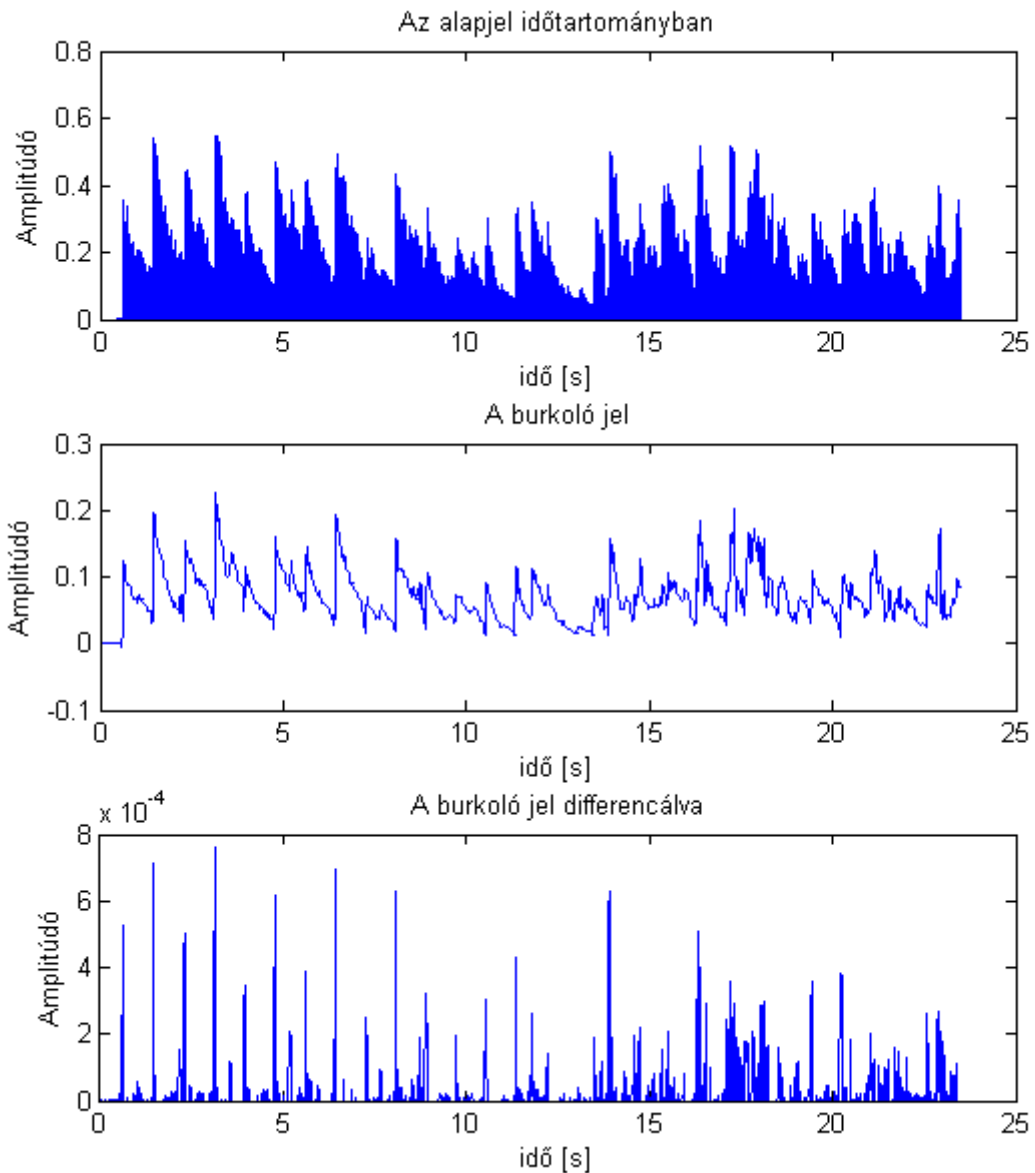 Az alapjel időtartományban
0.8
0.6
0.4
0.2
0
Amplitúdó
0 5 10 15 20 25
idő [s]
A burkoló jel
0.3
0.2
0.1
0
-0.1
Amplitúdó
0 5 10 15 20 25
idő [s]
x 10-4
A burkoló jel differencálva
8
6
4
2
0
Amplitúdó
0 5 10 15 20 25
idő [s]